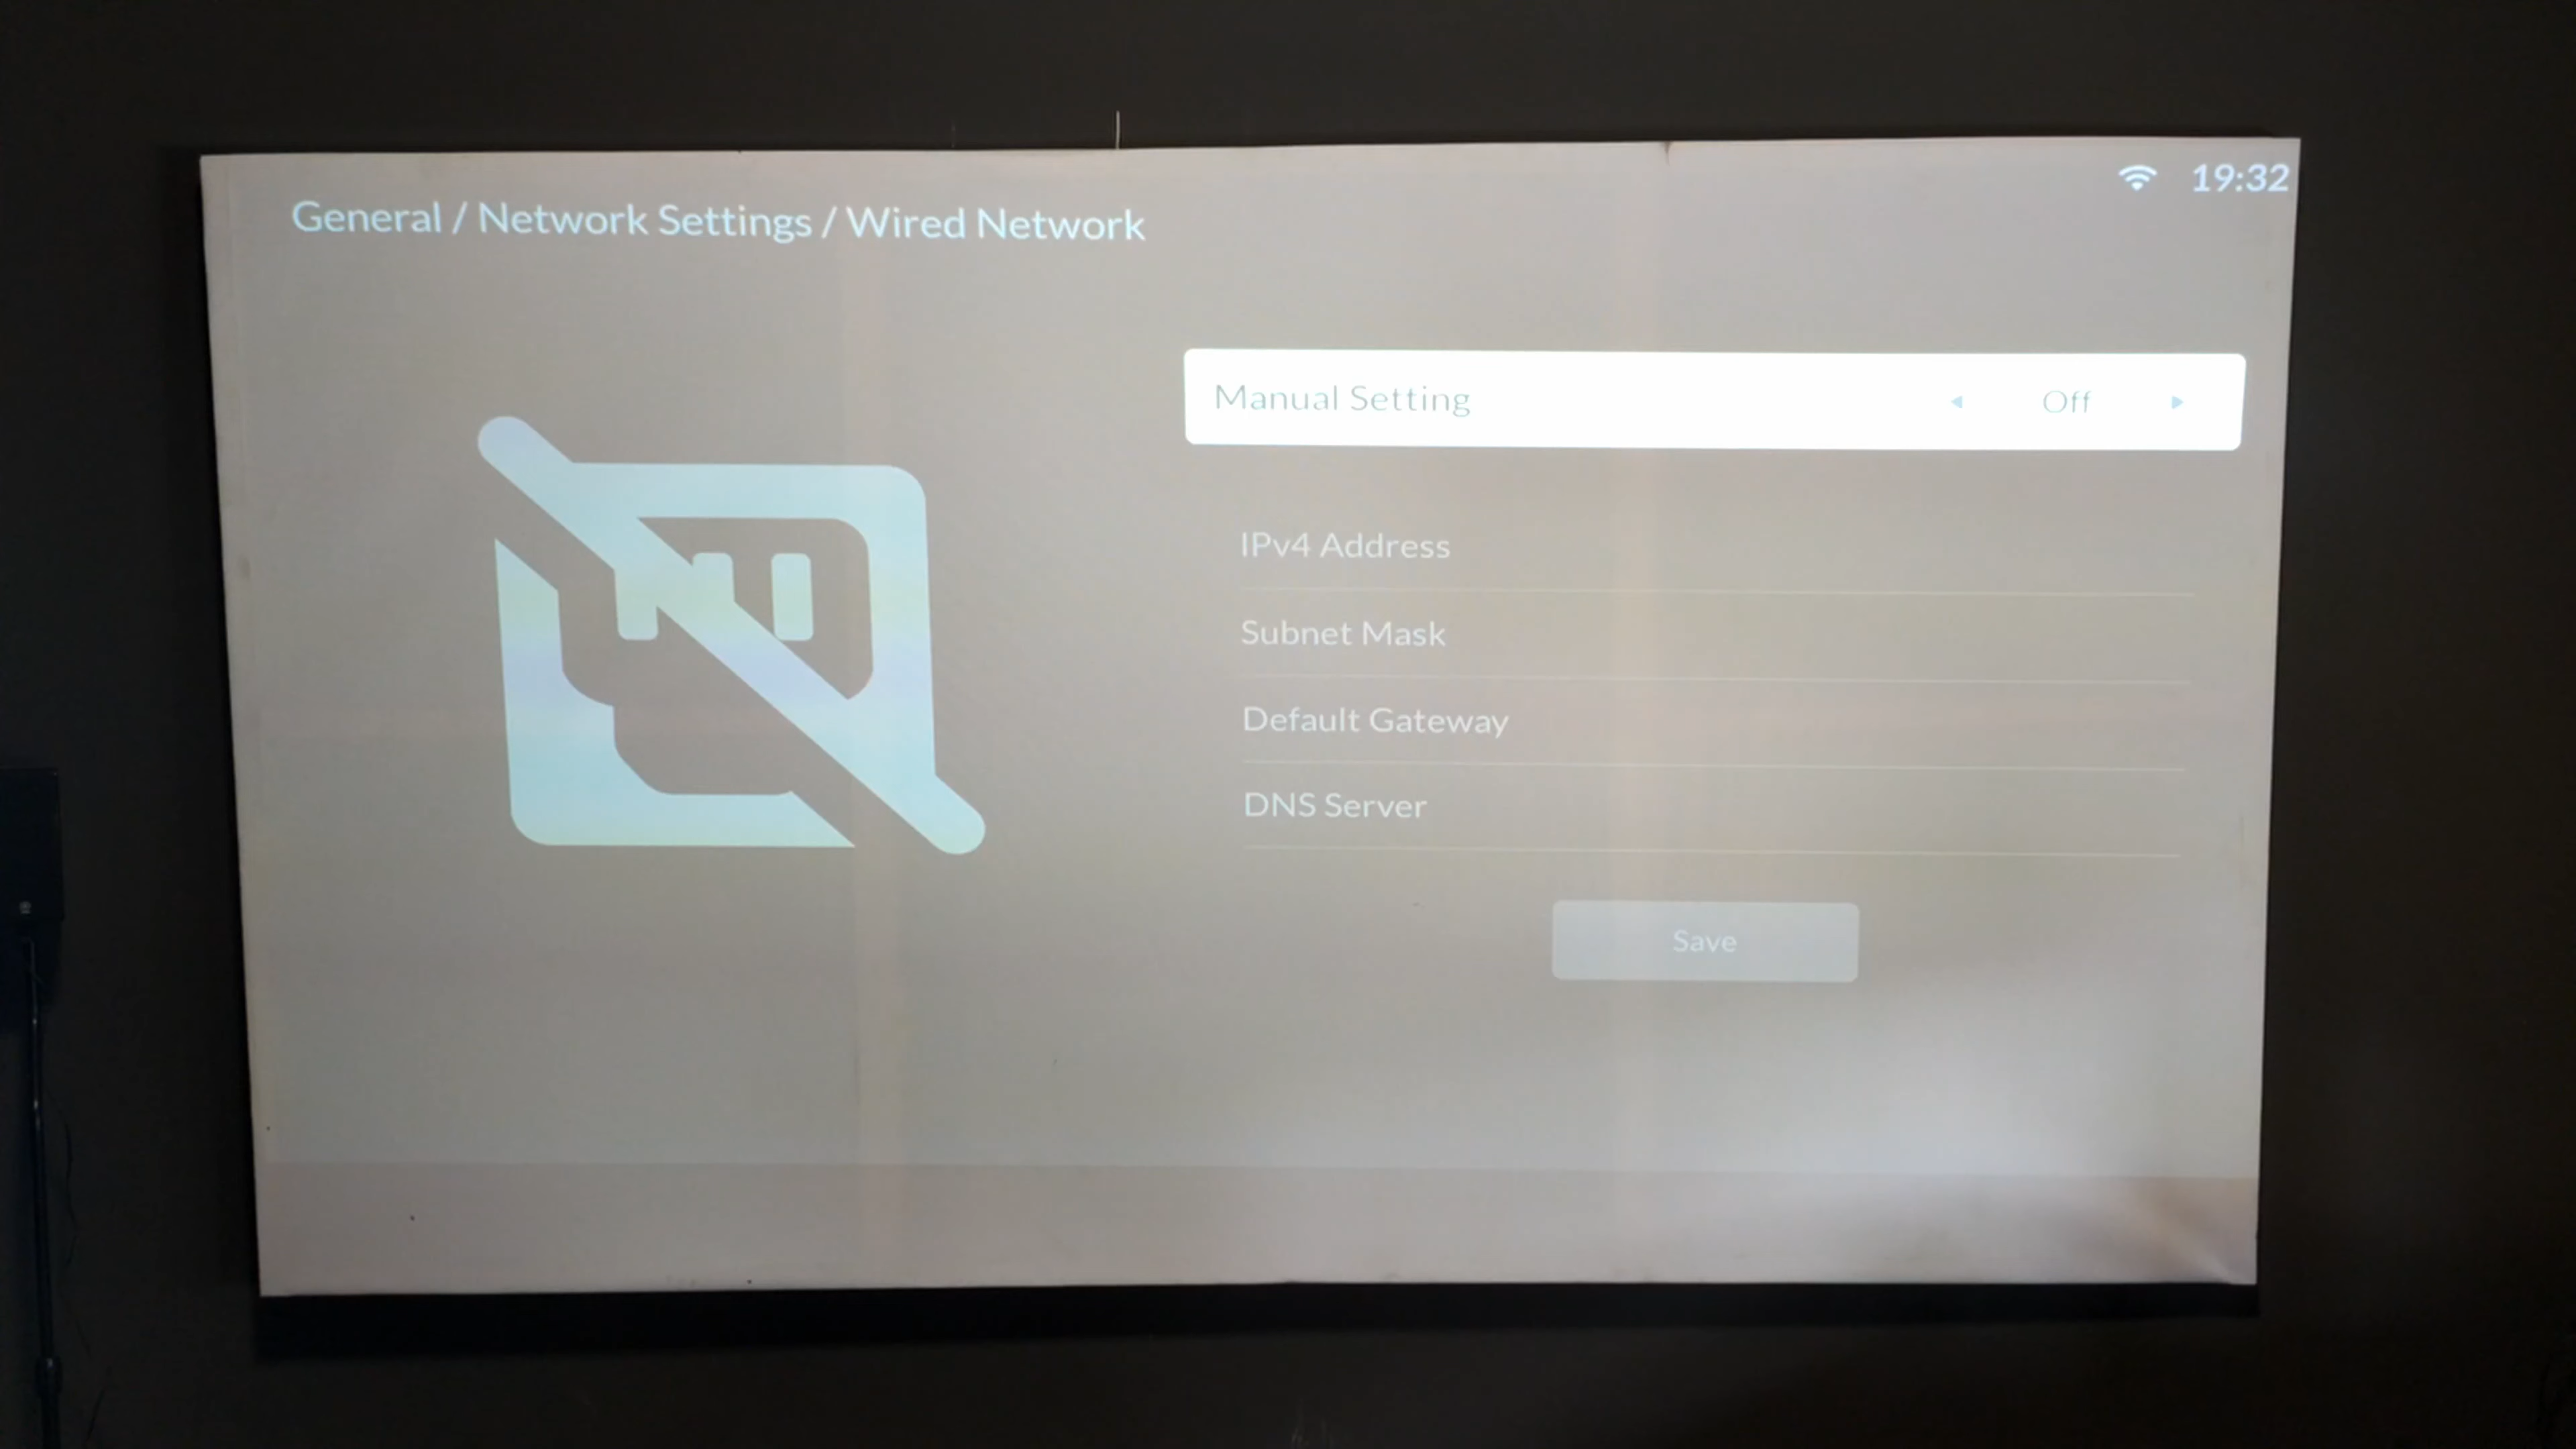 19:32
General / Network Settings / Wired Network
Manual Setting Off
IPv4 Address
Subnet Mask
Default Gateway
DNS Server
Save